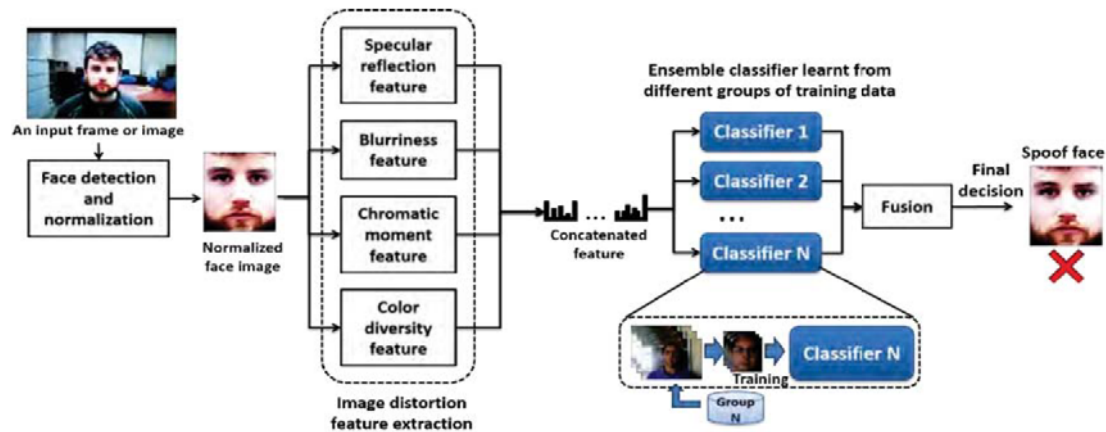 An input frame or image
Face detection
and
normalization
Normalized
face image
Specular
reflection
feature
Blurriness
feature
Chromatic
moment
feature
Color
diversity
feature
Image distortion
feature extraction
Concatenated
feature
Ensemble classifier learnt from
different groups of training data
Classifier 1
Classifier 2
...
Classifier N
Training
Classifier N
Group
N
Fusion
Final
decision
Spoof face